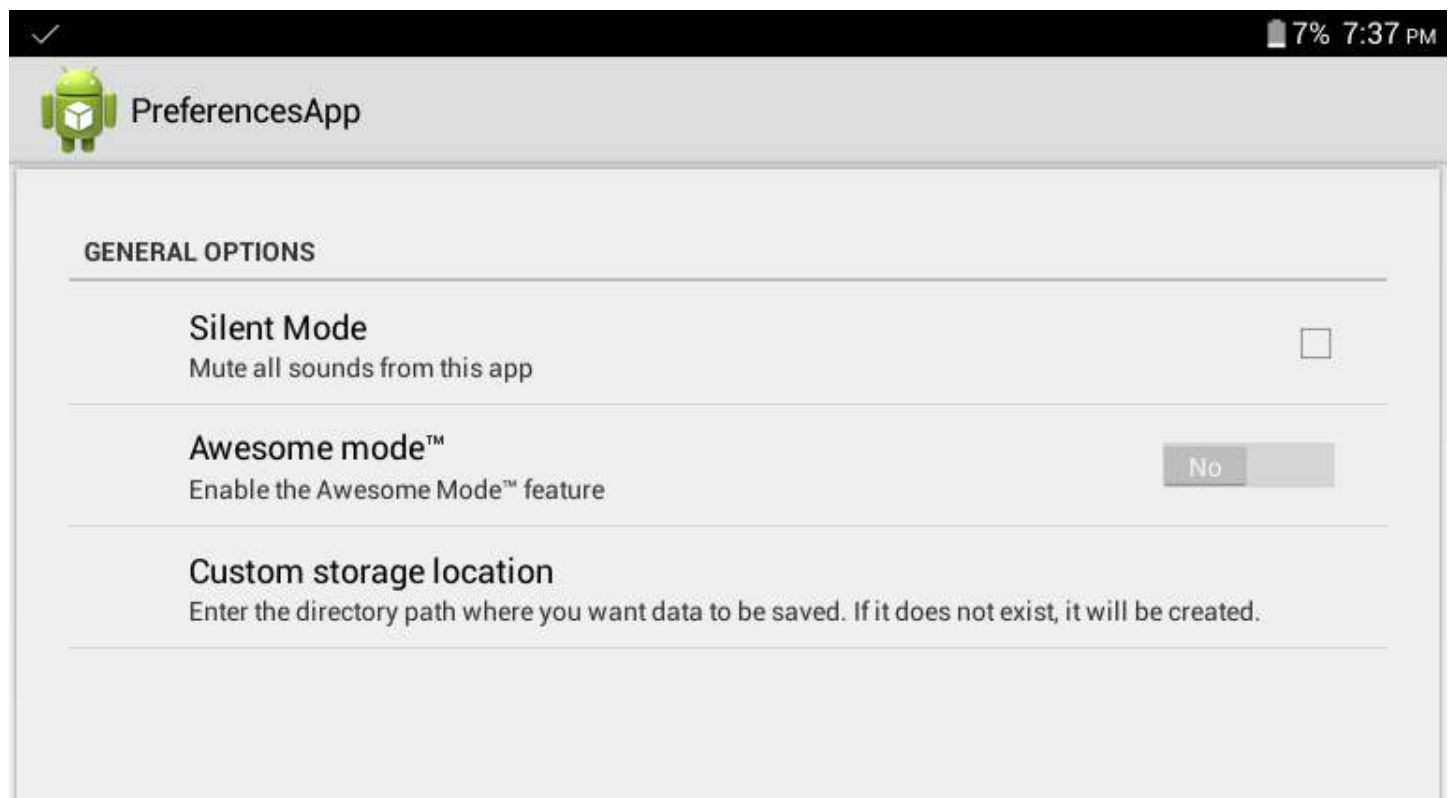 7% 7:37 PM
PreferencesApp
GENERAL OPTIONS
Silent Mode
Mute all sounds from this app
Awesome mode™
No
Enable the Awesome Mode™ feature
Custom storage location
Enter the directory path where you want data to be saved. If it does not exist, it will be created.